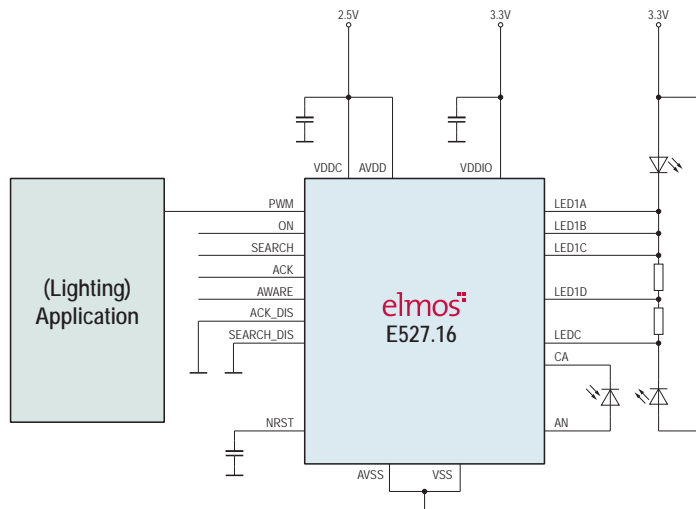 2.5V 3.3V 3.3V
VDDC AVDD VDDIO
PWM LED1A
ON LED1B
SEARCH LED1C
ACK
AWARE LED1D
ACK_DIS
SEARCH_DIS LEDC
CA
NRST AN
AVSS VSS
(Lighting)
Application
elmos
E527.16